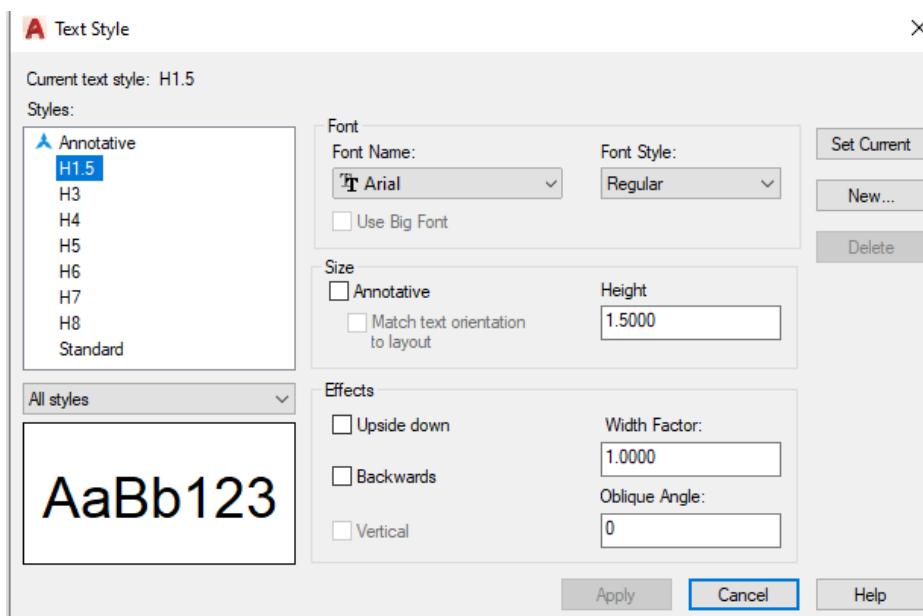 Text Style
Current text style: H1.5
Styles:
Annotative
H1.5
H3
H4
H5
H6
H7
H8
Standard
All styles
AaBb123
Font
Font Name:
Font Style:
Arial
Regular
Use Big Font
Size
Annotative
Height
Match text orientation
to layout
1.5000
Effects
Upside down
Width Factor:
1.0000
Backwards
Oblique Angle:
Vertical
0
Set Current
New...
Delete
Apply
Cancel
Help